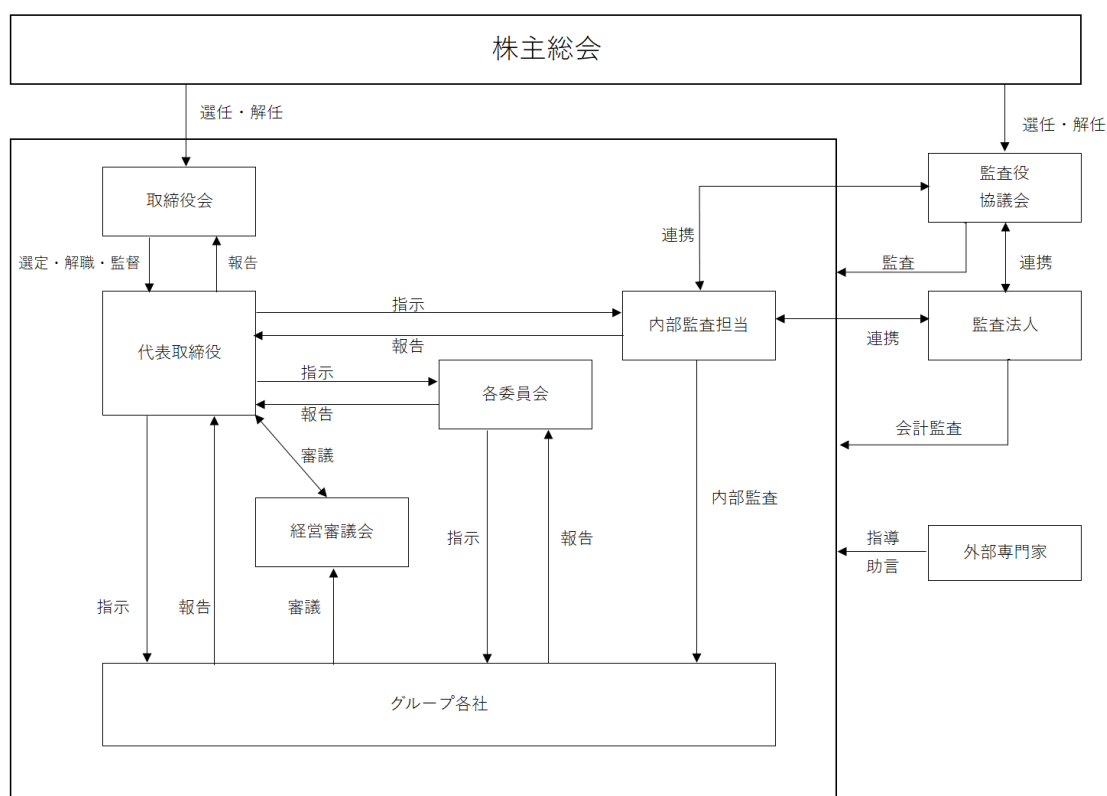 株主総会
選任・解任
選任・解任
取締役会
監査役
協議会
連携
選定・解職・監督
報告
監査
連携
代表取締役
指示
報告
内部監査担当
連携
監査法人
指示
報告
各委員会
審議
会計監査
経営審議会
内部監査
指示
報告
指導
助言
外部専門家
指示
報告
審議
グループ各社